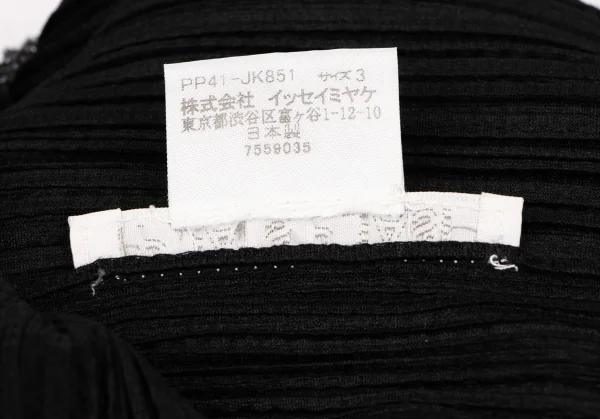 PP41-JK851 サイズ 3
株式会社 イッセイミヤケ
東京都渋谷区富ヶ谷1-12-10
日本製
7559035